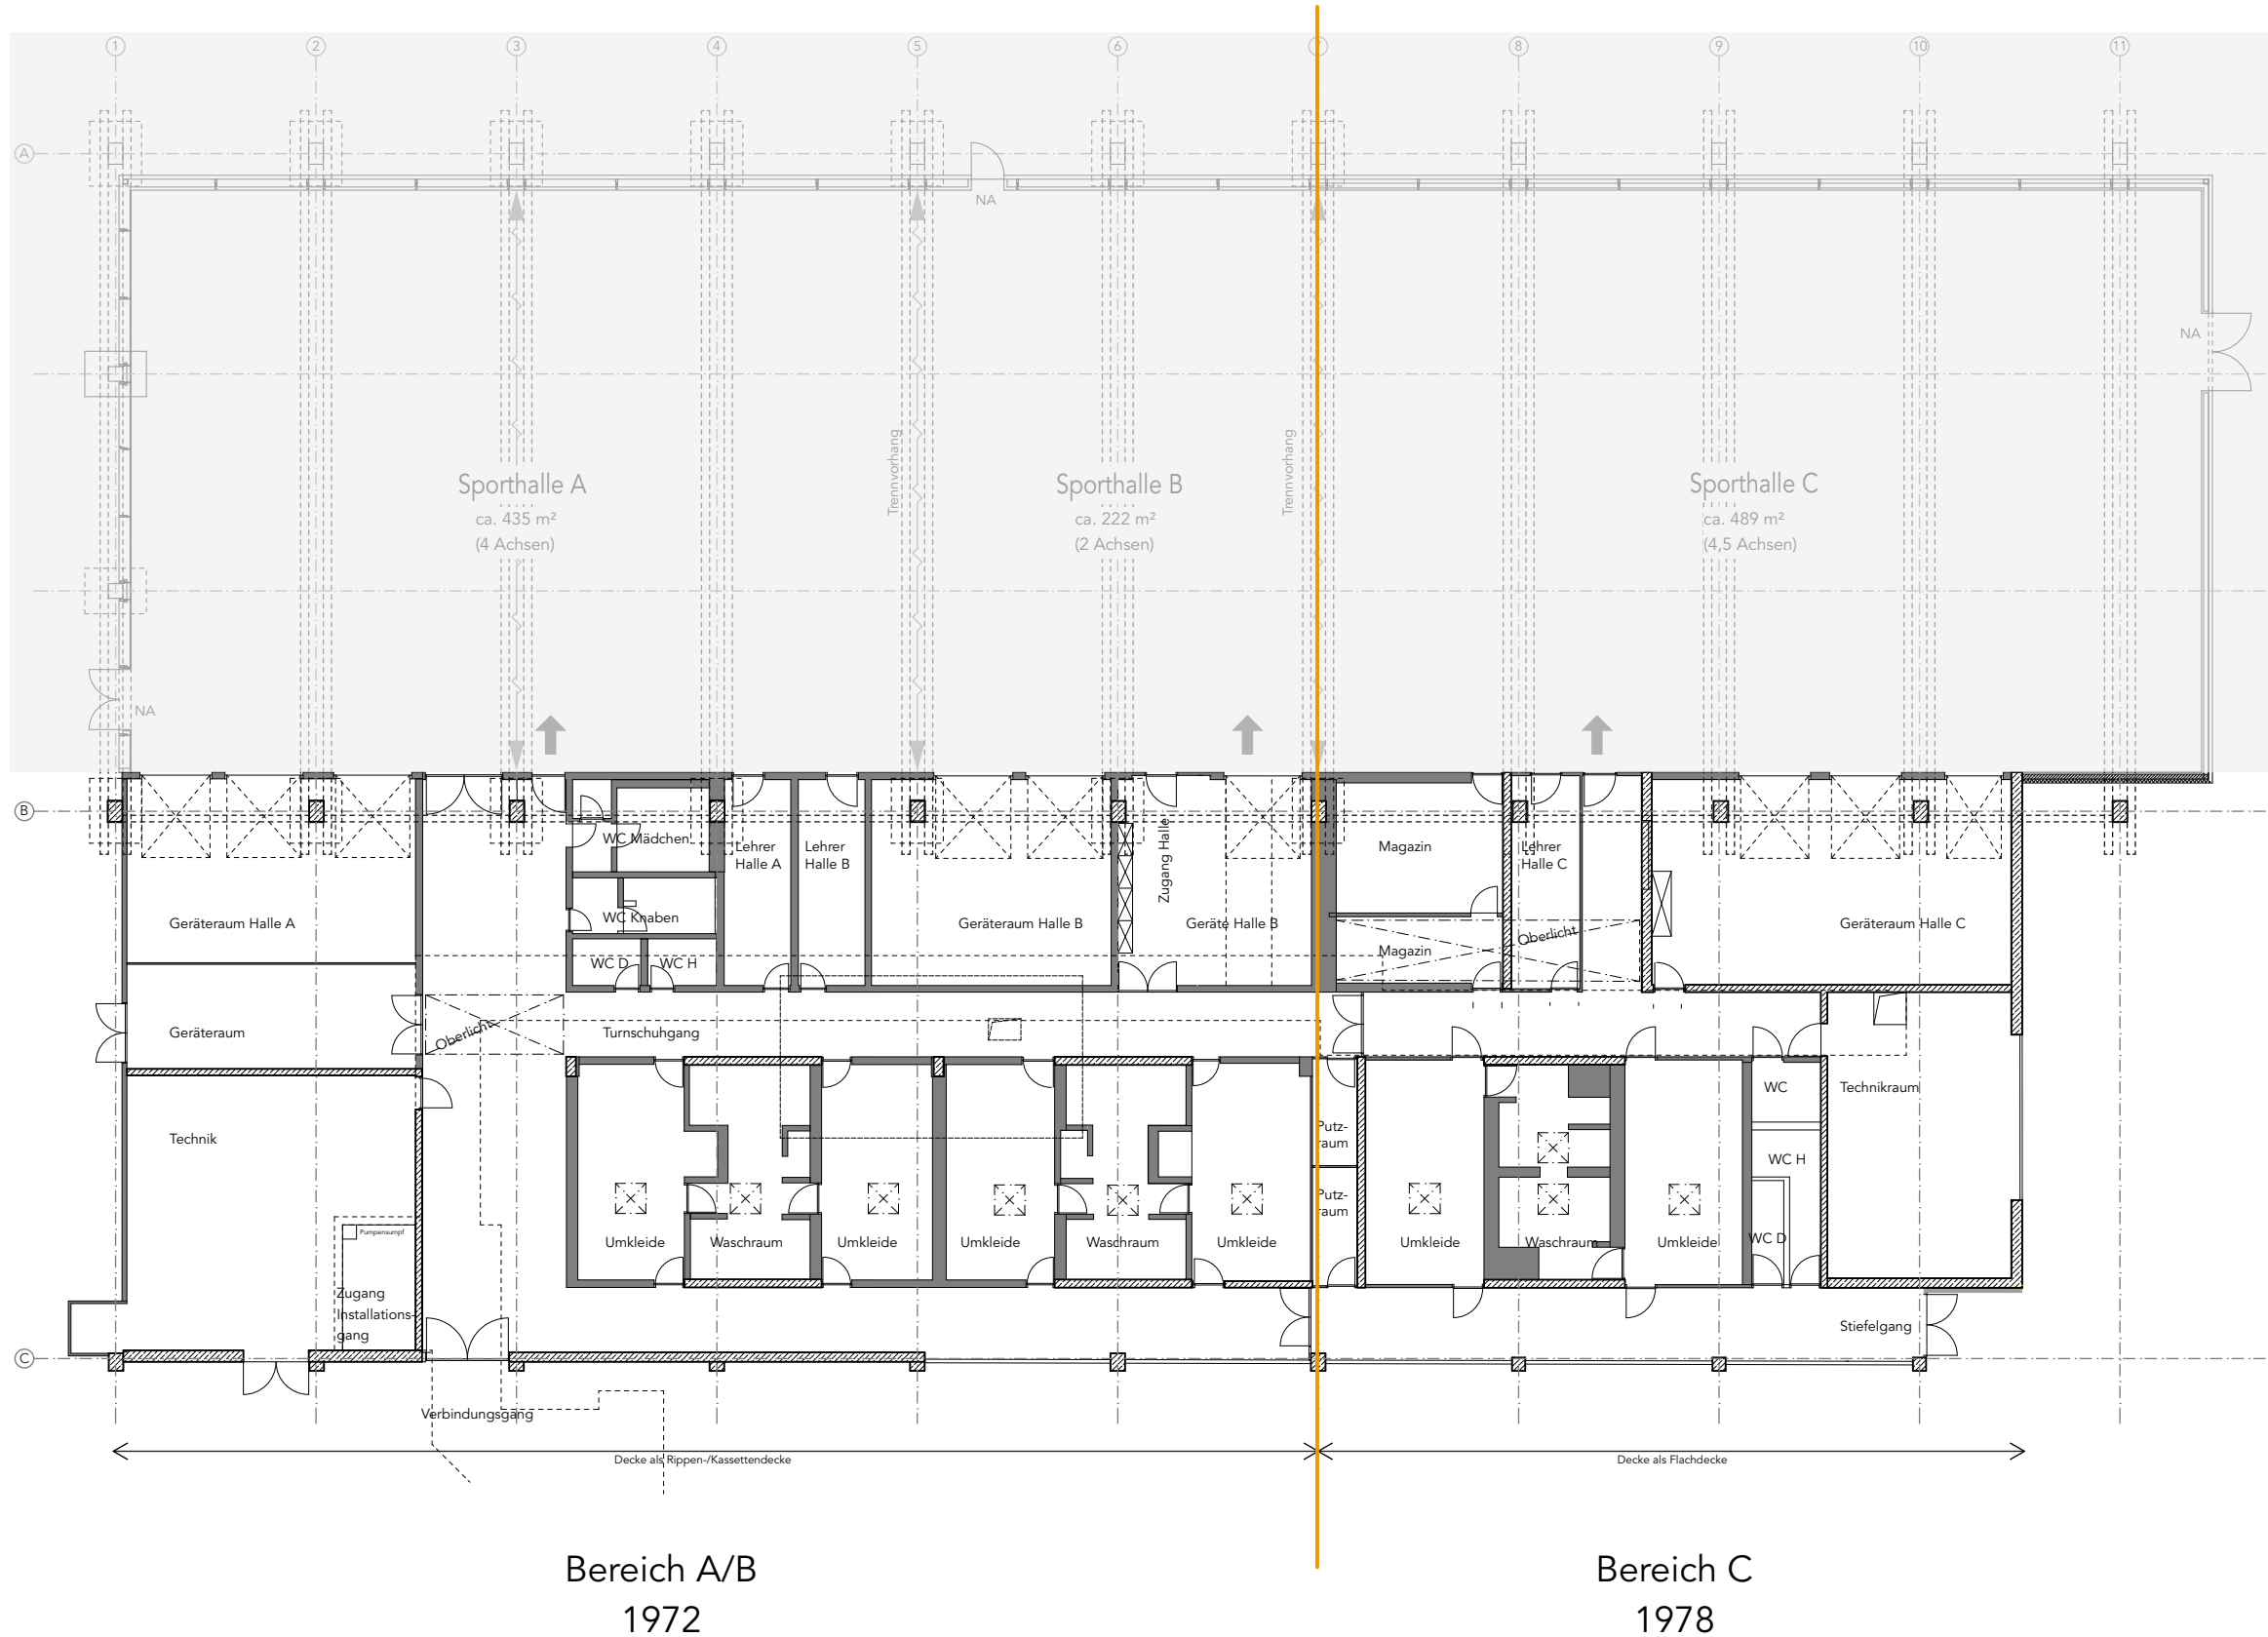 1 2 3 4 5 6 8 9 10 11
A
NA
NA
Trennvorhang
Trennvorhang
Sporthalle A
ca. 435 m²
(4 Achsen)
Sporthalle B
ca. 222 m²
(2 Achsen)
Sporthalle C
ca. 489 m²
(4,5 Achsen)
NA
B
WC Mädchen
Lehrer
Halle A
Lehrer
Halle B
Zugang Halle
Magazin
Lehrer
Halle C
WC Knaben
Geräteraum Halle A
Geräteraum Halle B
Geräte Halle B
Geräteraum Halle C
Oberlicht
Magazin
WC D
WC H
Geräteraum
Oberlicht
Turnschuhgang
WC
Technikraum
Technik
Putz-
raum
WC H
Putz-
raum
Pumpensumpf
Umkleide
Waschraum
Umkleide
Umkleide
Waschraum
Umkleide
Umkleide
Waschraum
Umkleide
WC D
Zugang
Installations-
gang
Stiefelgang
C
Verbindungsgang
Decke als Rippen-/Kassettendecke
Decke als Flachdecke
Bereich A/B
1972
Bereich C
1978